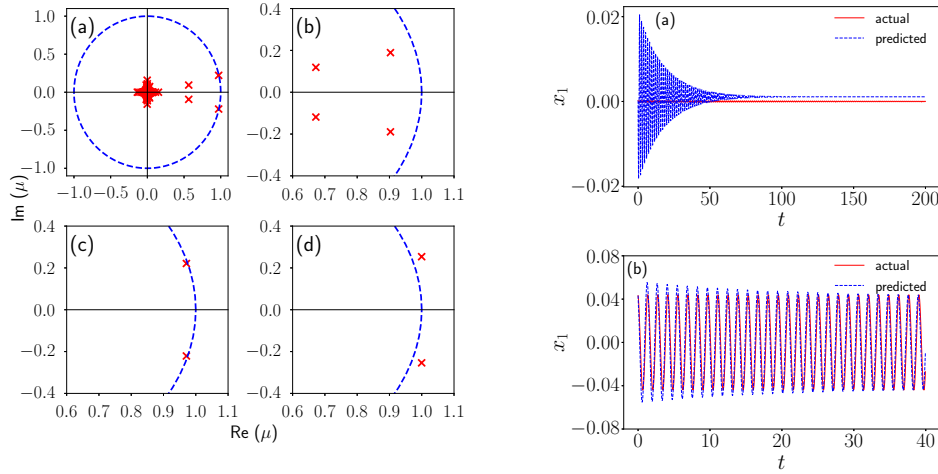 (a)
1.0
0.5
0.0
−0.5
−1.0
−1.0 −0.5 0.0 0.5 1.0
(b)
0.4
0.2
0.0
−0.2
−0.4
0.6 0.7 0.8 0.9 1.0 1.1
(c)
0.4
0.2
0.0
−0.2
−0.4
0.6 0.7 0.8 0.9 1.0 1.1
(d)
0.4
0.2
0.0
−0.2
−0.4
0.6 0.7 0.8 0.9 1.0 1.1
Im (μ)
Re (μ)
(a)
actual
predicted
0.02
0.00
−0.02
x₁
0 50 100 150 200
t
(b)
actual
predicted
0.08
0.04
0.00
−0.04
−0.08
x₁
0 10 20 30 40
t